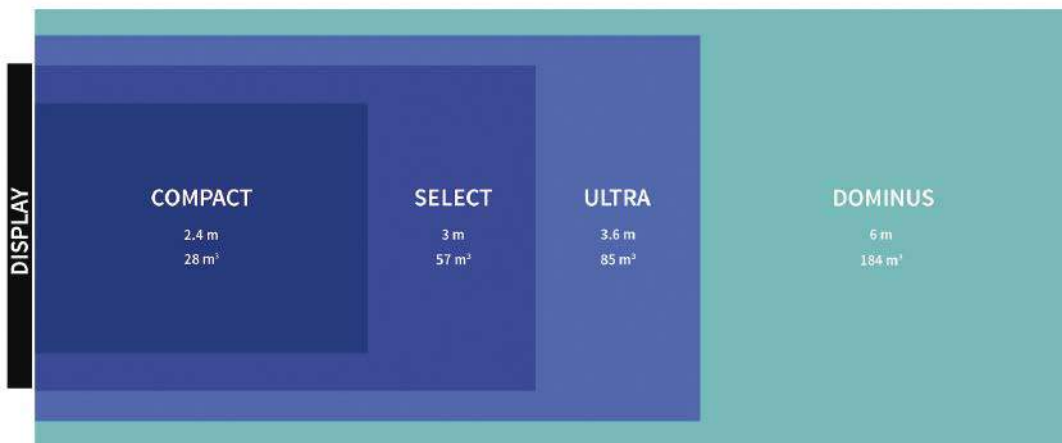 DISPLAY
COMPACT
2.4 m
28 m³
SELECT
3 m
57 m³
ULTRA
3.6 m
85 m³
DOMINUS
6 m
184 m³